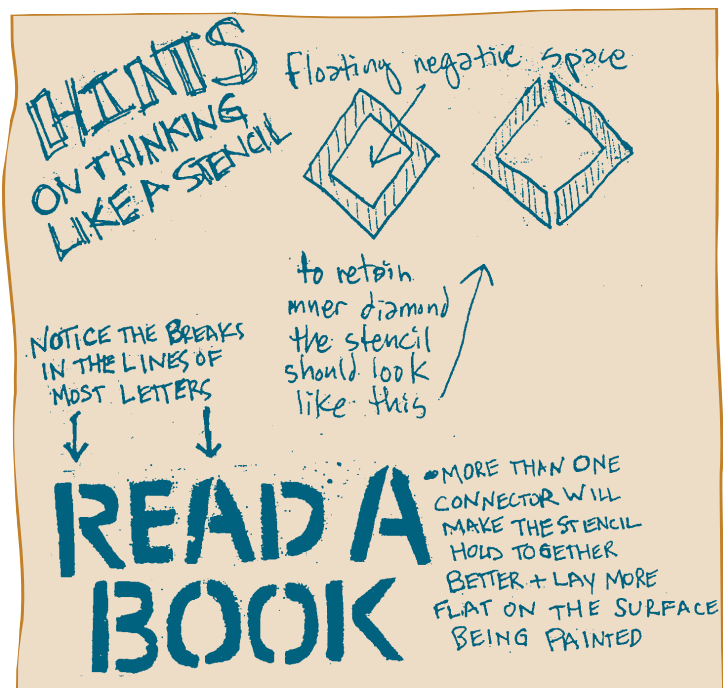 HINTS
ON THINKING
LIKE A STENCIL
floating negative space
to retain
inner diamond
the stencil
should look
like this
NOTICE THE BREAKS
IN THE LINES OF
MOST LETTERS
READ A
BOOK
• MORE THAN ONE
CONNECTOR WILL
MAKE THE STENCIL
HOLD TOGETHER
BETTER + LAY MORE
FLAT ON THE SURFACE
BEING PAINTED